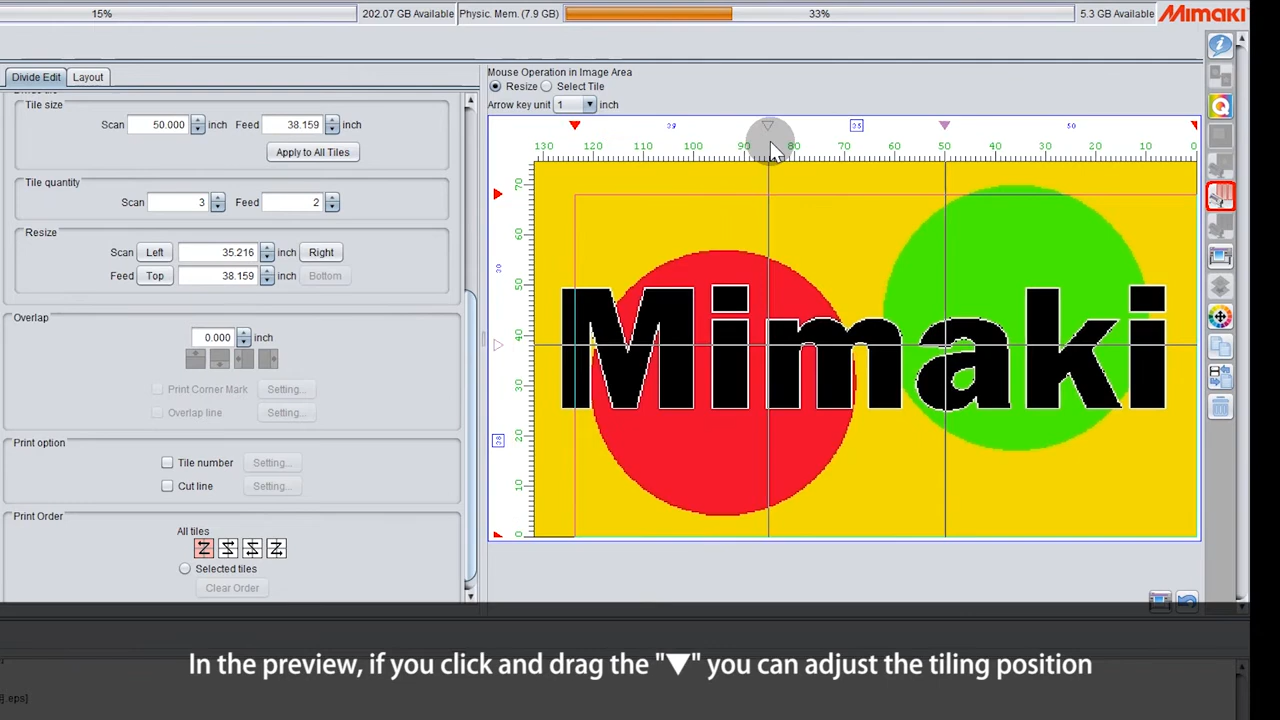 15% 202.07 GB Available Physic. Mem. (7.9 GB) 33% 5.3 GB Available Mimaki
Divide Edit Layout
Tile size
Scan 50.000 inch Feed 38.159 inch
Apply to All Tiles
Tile quantity
Scan 3 Feed 2
Resize
Scan Left 35.216 inch Right
Feed Top 38.159 inch Bottom
Overlap
0.000 inch
Print Corner Mark Setting...
Overlap line Setting...
Print option
Tile number Setting...
Cut line Setting...
Print Order
All tiles
Selected tiles
Clear Order
Mouse Operation in Image Area
Resize Select Tile
Arrow key unit 1 inch
39 35 50
130 120 110 100 90 80 70 60 50 40 30 20 10 0
70
60
50
40
30
20
10
0
30
38
Mimaki
In the preview, if you click and drag the "▼" you can adjust the tiling position
.eps]